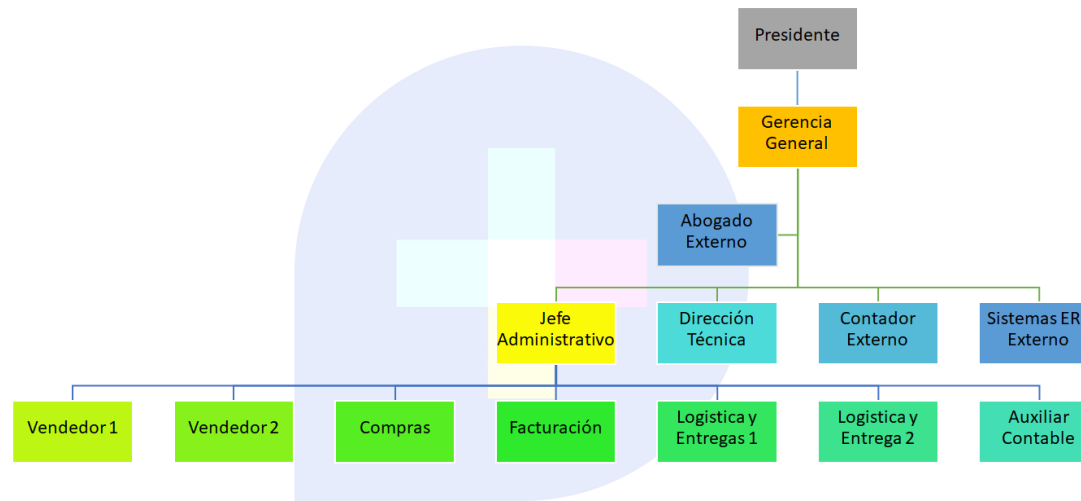 Presidente
Gerencia
General
Abogado
Externo
Jefe
Administrativo
Dirección
Técnica
Contador
Externo
Sistemas ER
Externo
Vendedor 1
Vendedor 2
Compras
Facturación
Logistica y
Entregas 1
Logistica y
Entrega 2
Auxiliar
Contable